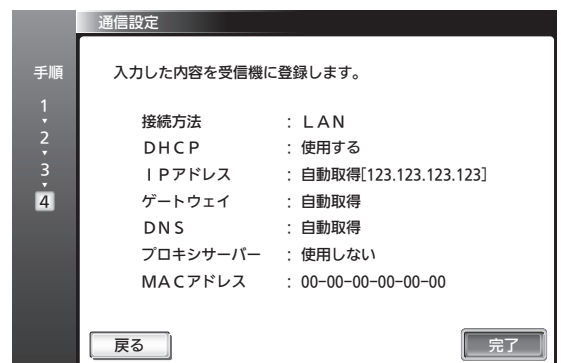 通信設定
手順
1
2
3
4
入力した内容を受信機に登録します。
接続方法 : ＬＡＮ
ＤＨＣＰ : 使用する
ＩＰアドレス : 自動取得[123.123.123.123]
ゲートウェイ : 自動取得
ＤＮＳ : 自動取得
プロキシサーバー : 使用しない
ＭＡＣアドレス : 00-00-00-00-00-00
戻る
完了